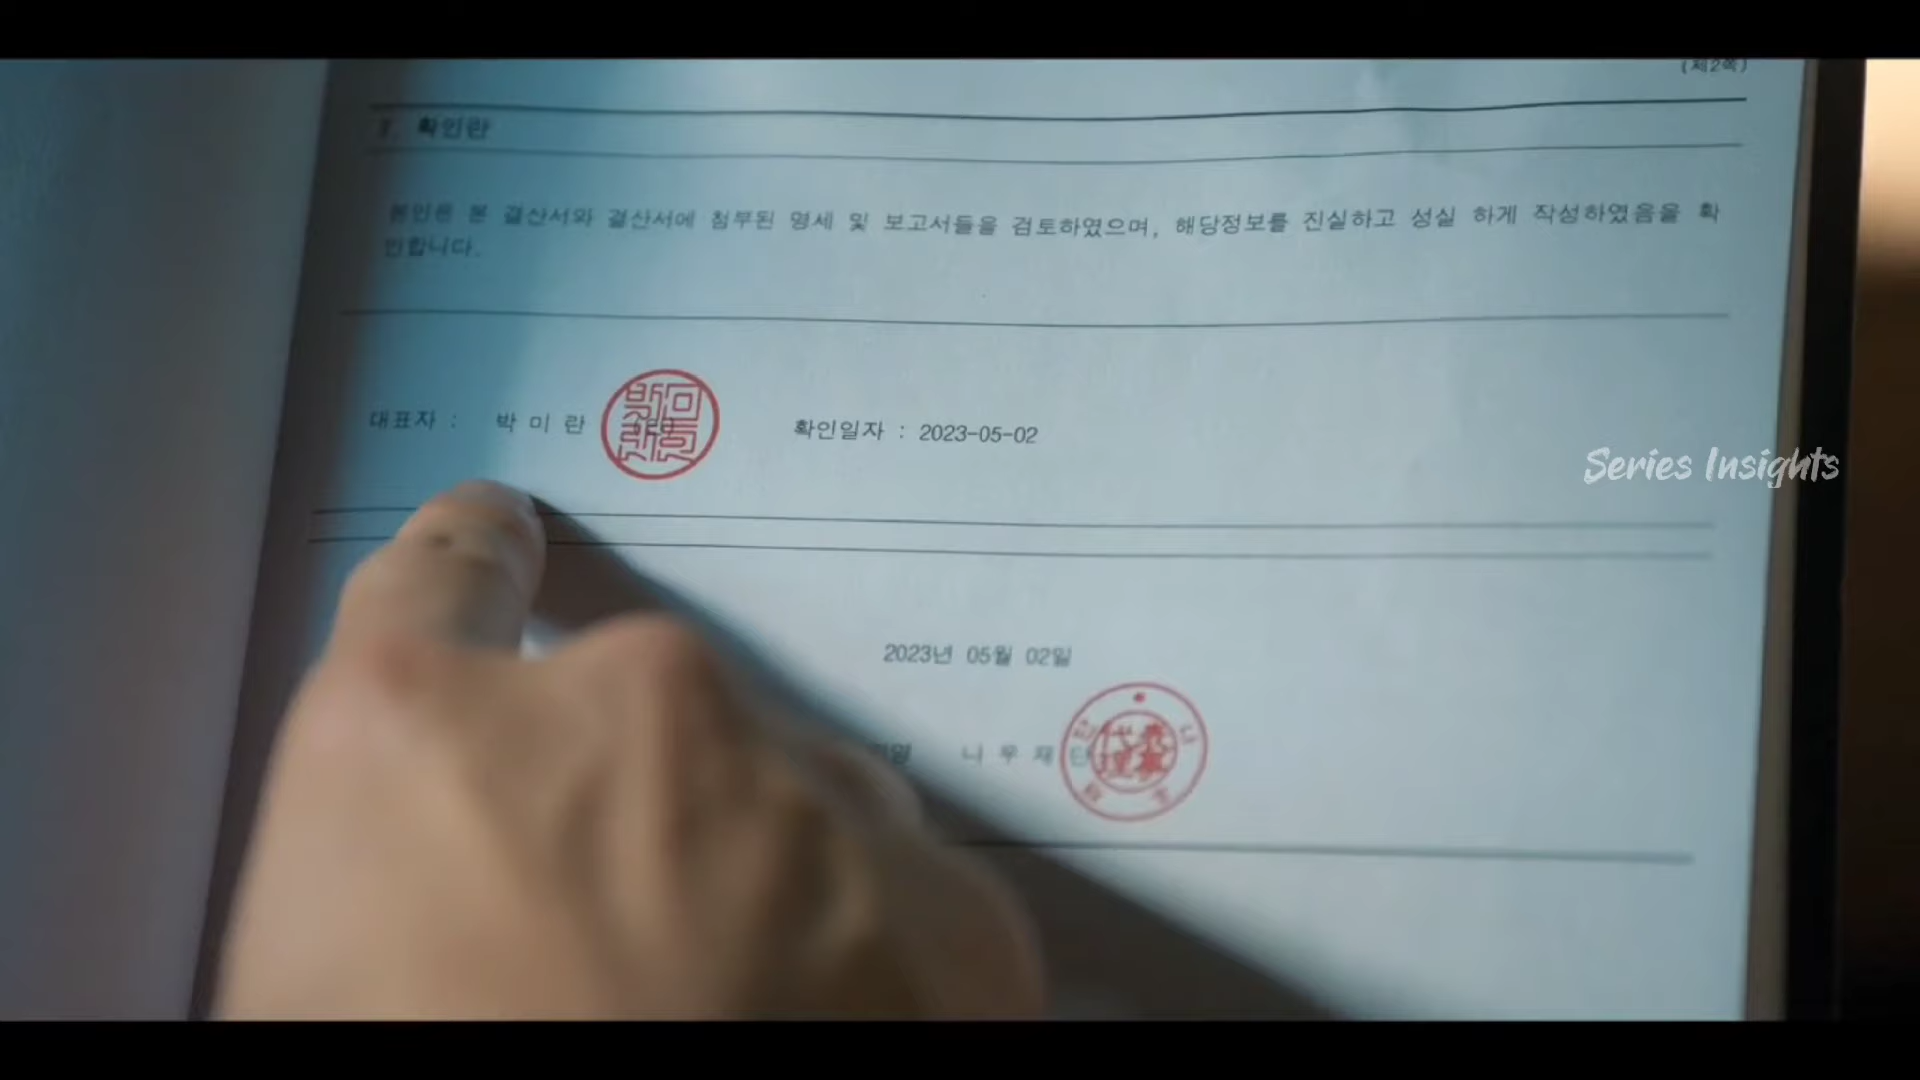 (제2쪽)
확인란
본인은 본 결산서와 결산서에 첨부된 명세 및 보고서들을 검토하였으며, 해당정보를 진실하고 성실 하게 작성하였음을 확
인합니다.
대표자 : 박 미 란 확인일자 : 2023-05-02
Series Insights
2023년 05월 02일
나 우 재 단